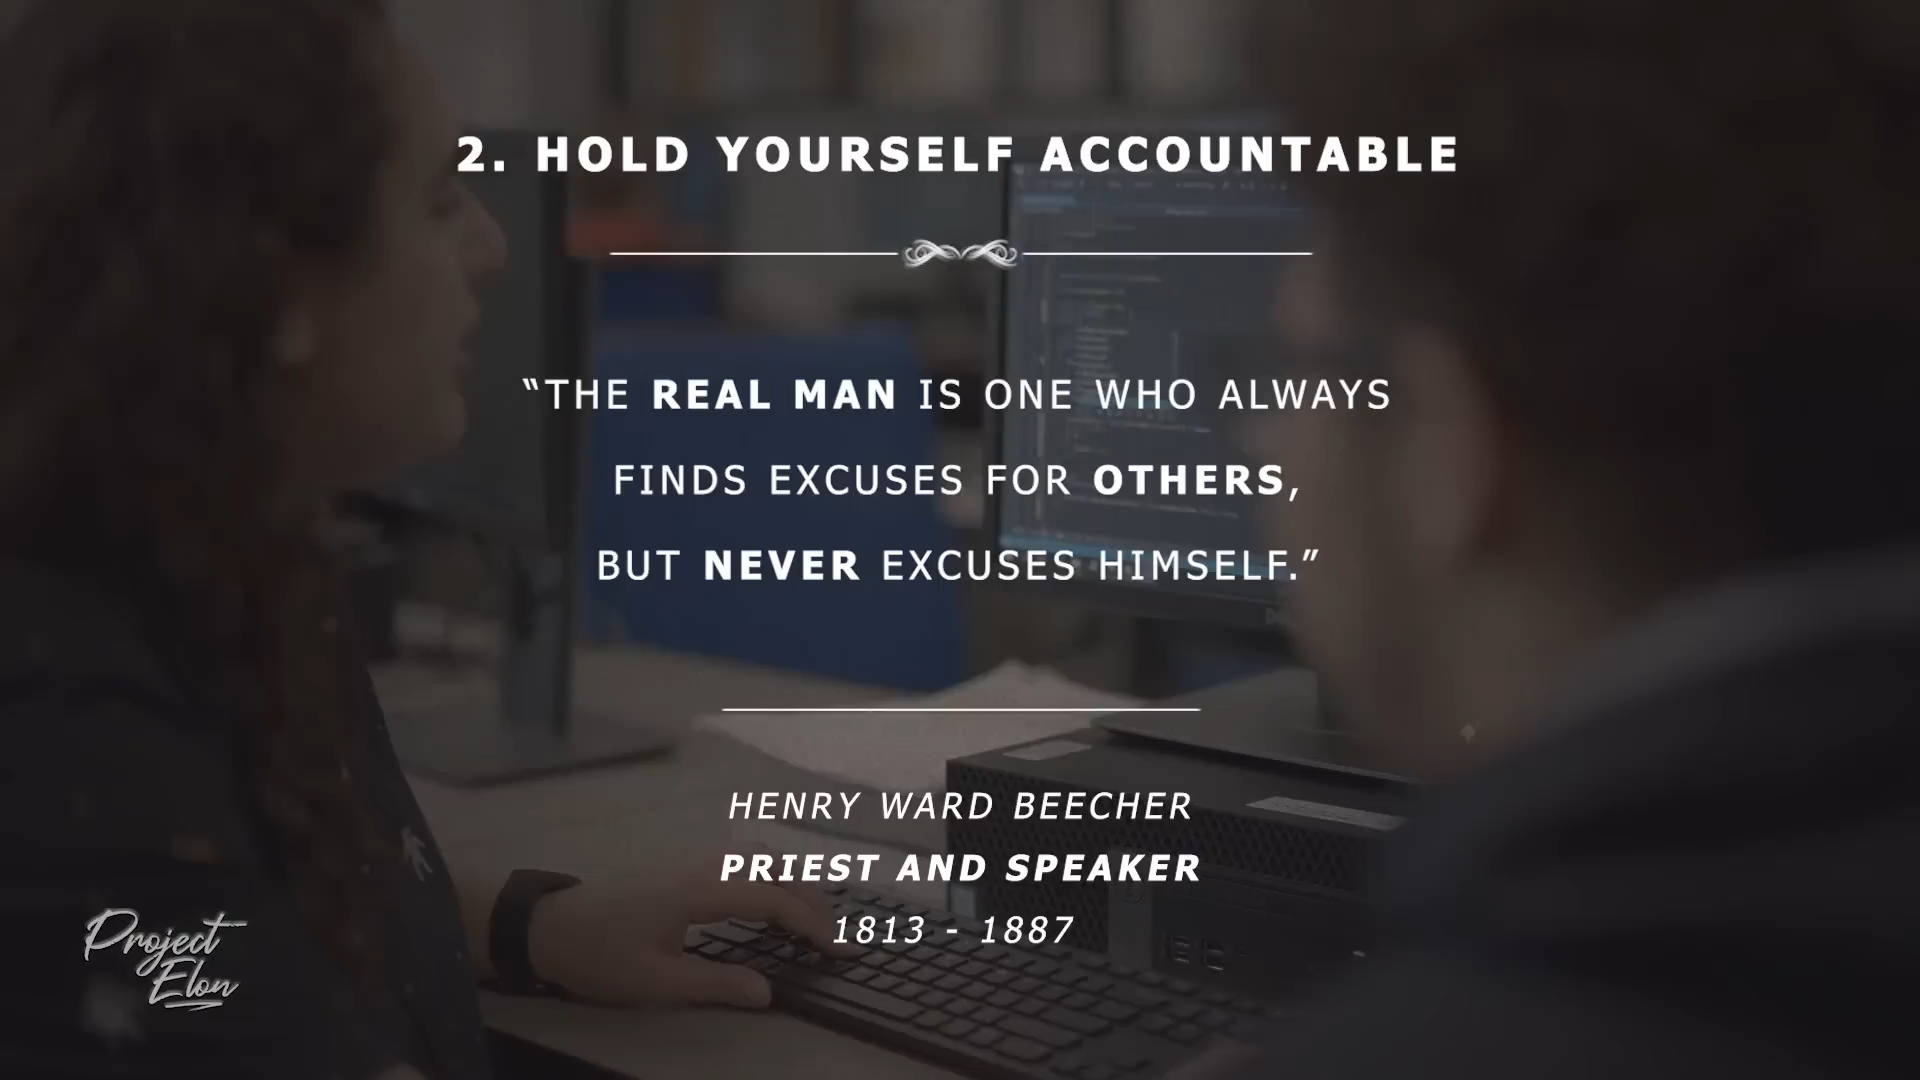 2. HOLD YOURSELF ACCOUNTABLE
“THE REAL MAN IS ONE WHO ALWAYS
FINDS EXCUSES FOR OTHERS,
BUT NEVER EXCUSES HIMSELF.”
HENRY WARD BEECHER
PRIEST AND SPEAKER
1813 - 1887
Project
Elon